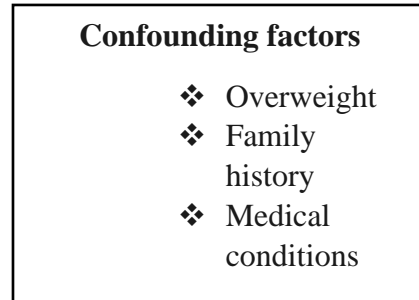 Confounding factors
❖ Overweight
❖ Family
history
❖ Medical
conditions